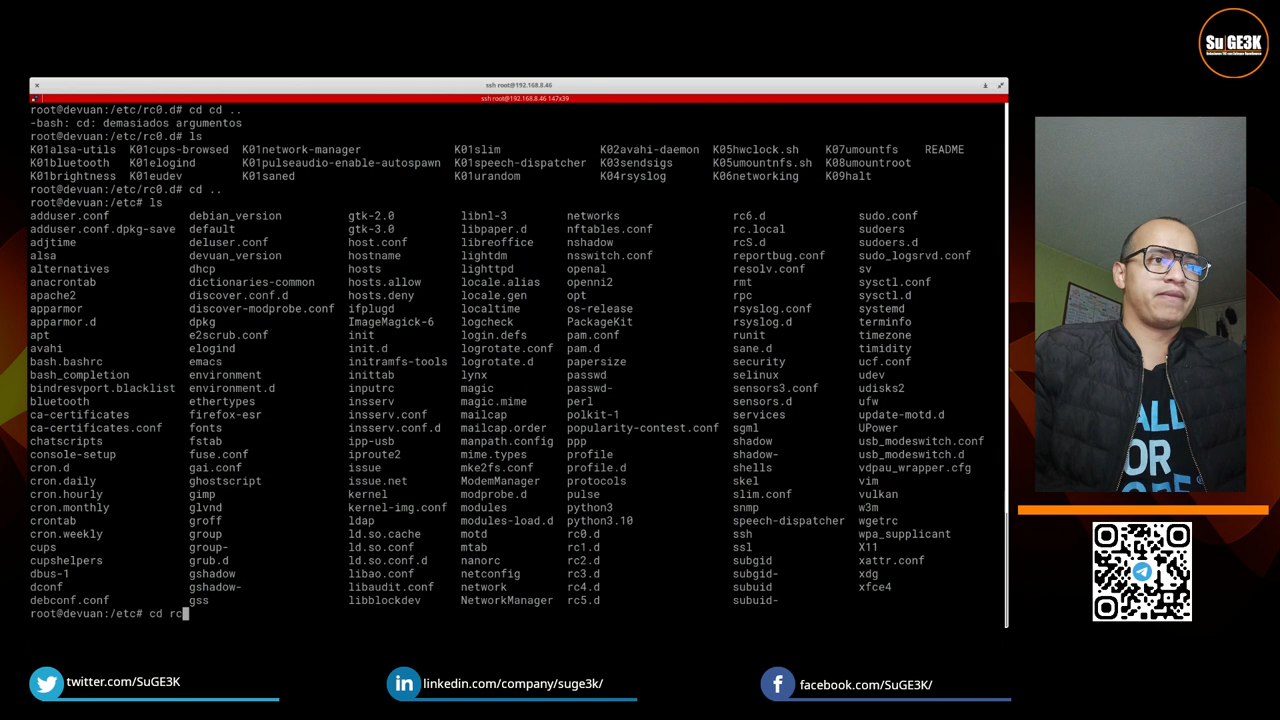 Su GE3K
ssh root@192.168.8.46
ssh root@192.168.8.46 147x39
root@devuan:/etc/rc0.d# cd cd ..
-bash: cd: demasiados argumentos
root@devuan:/etc/rc0.d# ls
K01alsa-utils K01cups-browsed K01network-manager K01slim K02avahi-daemon K05hwclock.sh K07umountfs README
K01bluetooth K01elogind K01pulseaudio-enable-autospawn K01speech-dispatcher K03sendsigs K05umountnfs.sh K08umountroot
K01brightness K01eudev K01saned K01urandom K04rsyslog K06networking K09halt
root@devuan:/etc/rc0.d# cd ..
root@devuan:/etc# ls
adduser.conf debian_version gtk-2.0 libnl-3 networks rc6.d sudo.conf
adduser.conf.dpkg-save default gtk-3.0 libpaper.d nftables.conf rc.local sudoers
adjtime deluser.conf host.conf libreoffice nshadow rcS.d sudoers.d
alsa devuan_version hostname lightdm nsswitch.conf reportbug.conf sudo_logsrvd.conf
alternatives dhcp hosts lighttpd openal resolv.conf sv
anacrontab dictionaries-common hosts.allow locale.alias openni2 rmt sysctl.conf
apache2 discover.conf.d hosts.deny locale.gen opt rpc sysctl.d
apparmor discover-modprobe.conf ifplugd localtime os-release rsyslog.conf systemd
apparmor.d dpkg ImageMagick-6 logcheck PackageKit rsyslog.d terminfo
apt e2scrub.conf init login.defs pam.conf runit timezone
avahi elogind init.d logrotate.conf pam.d sane.d timidity
bash.bashrc emacs initramfs-tools logrotate.d papersize security ucf.conf
bash_completion environment inittab lynx passwd selinux udev
bindresvport.blacklist environment.d inputrc magic passwd- sensors3.conf udisks2
bluetooth ethertypes insserv magic.mime perl sensors.d ufw
ca-certificates firefox-esr insserv.conf mailcap polkit-1 services update-motd.d
ca-certificates.conf fonts insserv.conf.d mailcap.order popularity-contest.conf sgml UPower
chatscripts fstab ipp-usb manpath.config ppp shadow usb_modeswitch.conf
console-setup fuse.conf iproute2 mime.types profile shadow- usb_modeswitch.d
cron.d gai.conf issue mke2fs.conf profile.d shells vdpau_wrapper.cfg
cron.daily ghostscript issue.net ModemManager protocols skel vim
cron.hourly gimp kernel modprobe.d pulse slim.conf vulkan
cron.monthly glvnd kernel-img.conf modules python3 snmp w3m
crontab groff ldap modules-load.d python3.10 speech-dispatcher wgetrc
cron.weekly group ld.so.cache motd rc0.d ssh wpa_supplicant
cups group- ld.so.conf mtab rc1.d ssl X11
cupshelpers grub.d ld.so.conf.d nanorc rc2.d subgid xattr.conf
dbus-1 gshadow libao.conf netconfig rc3.d subgid- xdg
dconf gshadow- libaudit.conf network rc4.d subuid xfce4
debconf.conf gss libblockdev NetworkManager rc5.d subuid-
root@devuan:/etc# cd rc
twitter.com/SuGE3K
linkedin.com/company/suge3k/
facebook.com/SuGE3K/